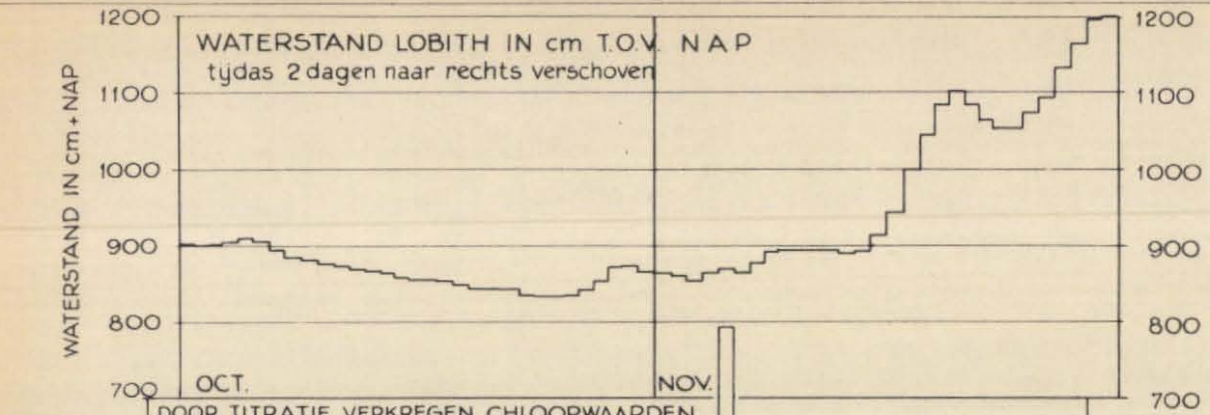 1200
1200
WATERSTAND LOBITH IN cm T.O.V. NAP
tijdas 2 dagen naar rechts verschoven
1100
1100
WATERSTAND IN cm + NAP
1000
1000
900
900
800
800
700
OCT.
NOV.
700
DOOR TITRATIE VERKREGEN CHLOORWAARDEN